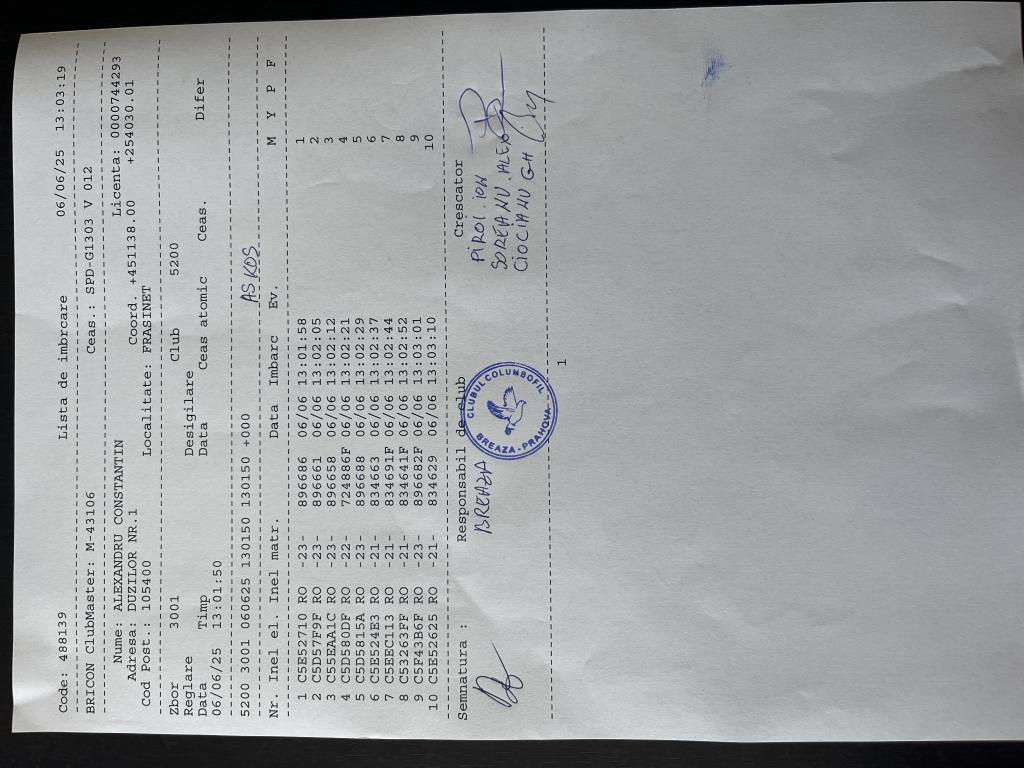 Code: 488139 Lista de imbrcare 06/06/25 13:03:19
BRICON ClubMaster: M-43106 Ceas.: SPD-G1303 V 012
Nume: ALEXANDRU CONSTANTIN Licenta: 0000744293
Adresa: DUZILOR NR.1 Coord. +451138.00 +254030.01
Cod Post.: 105400 Localitate: FRASINET
Zbor 3001 Club 5200
Reglare Desigilare
Data Timp Data Ceas atomic Ceas. Difer
06/06/25 13:01:50
5200 3001 060625 130150 130150 +000 ASKOS
Nr. Inel el. Inel matr. Data Imbarc Ev. M Y P F
1 C5E52710 RO -23- 896686 06/06 13:01:58 1
2 C5D57F9F RO -23- 896661 06/06 13:02:05 2
3 C55EAA1C RO -23- 896658 06/06 13:02:12 3
4 C5D580DF RO -22- 724886F 06/06 13:02:21 4
5 C5D5815A RO -23- 896688 06/06 13:02:29 5
6 C5E524E3 RO -21- 834663 06/06 13:02:37 6
7 C5EEC113 RO -21- 834691F 06/06 13:02:44 7
8 C53263FF RO -21- 834641F 06/06 13:02:52 8
9 C5F43B6F RO -23- 896682F 06/06 13:03:01 9
10 C5E52625 RO -21- 834629 06/06 13:03:10 10
Semnatura : Responsabil de club Crescator
BREAZA
CLUBUL COLUMBOFIL
BREAZA-PRAHOVA
PIROI ION
SOREANU ALEX
CIOCIANU GH
1